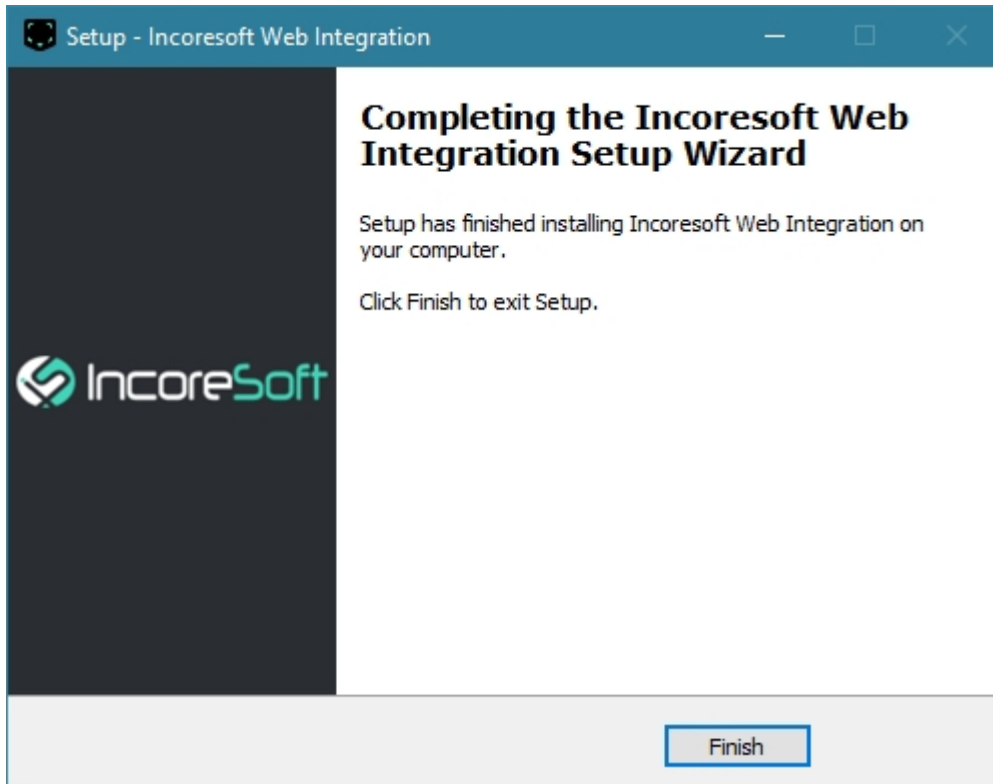 Setup - Incoresoft Web Integration
Completing the Incoresoft Web
Integration Setup Wizard
Setup has finished installing Incoresoft Web Integration on
your computer.
Click Finish to exit Setup.
IncoreSoft
Finish